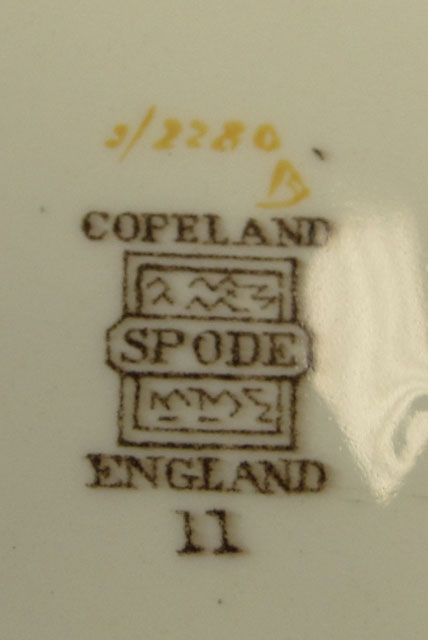 2/2280
B
COPELAND
SPODE
ENGLAND
11